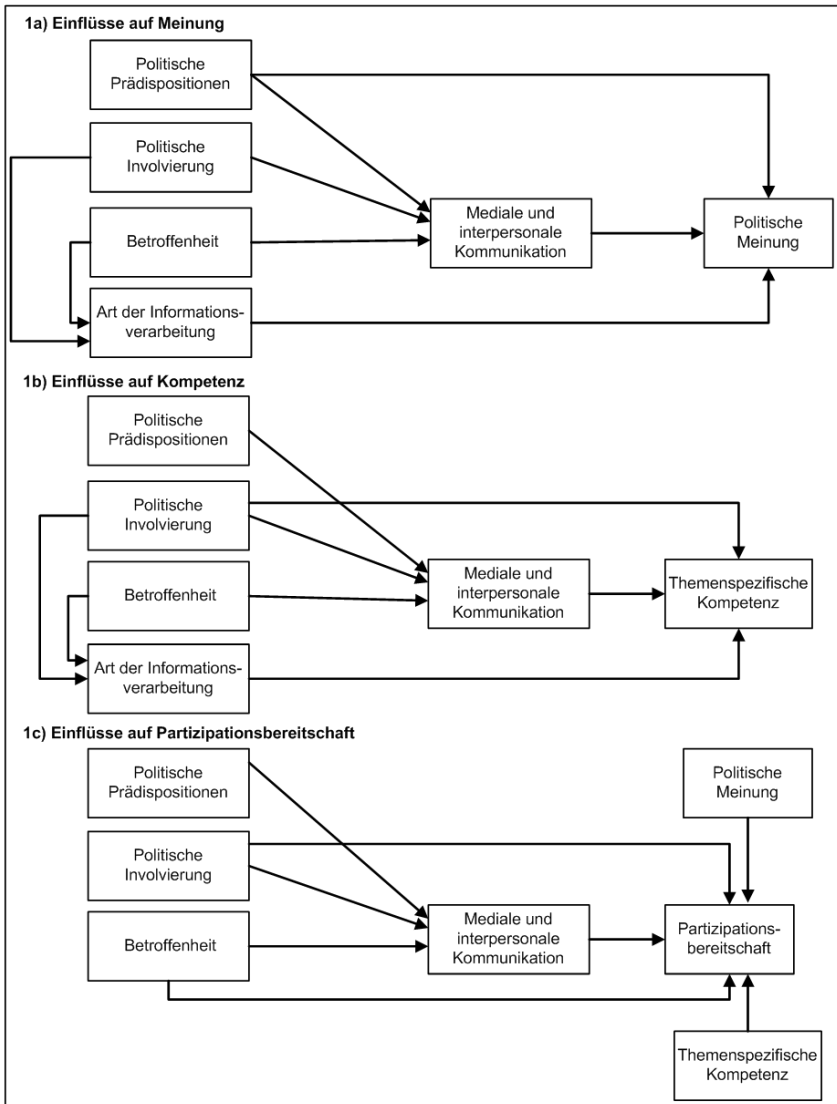 1a) Einflüsse auf Meinung
Politische
Prädispositionen
Politische
Involvierung
Betroffenheit
Art der Informations-
verarbeitung
Mediale und
interpersonale
Kommunikation
Politische
Meinung
1b) Einflüsse auf Kompetenz
Politische
Prädispositionen
Politische
Involvierung
Betroffenheit
Art der Informations-
verarbeitung
Mediale und
interpersonale
Kommunikation
Themenspezifische
Kompetenz
1c) Einflüsse auf Partizipationsbereitschaft
Politische
Prädispositionen
Politische
Involvierung
Betroffenheit
Mediale und
interpersonale
Kommunikation
Politische
Meinung
Partizipations-
bereitschaft
Themenspezifische
Kompetenz